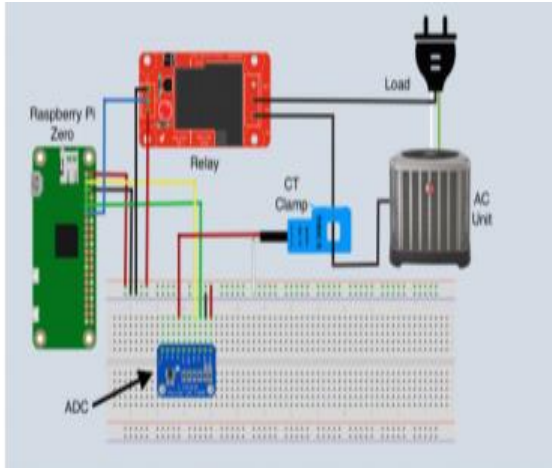 Load
Raspberry Pi
Zero
Relay
CT
Clamp
AC
Unit
ADC